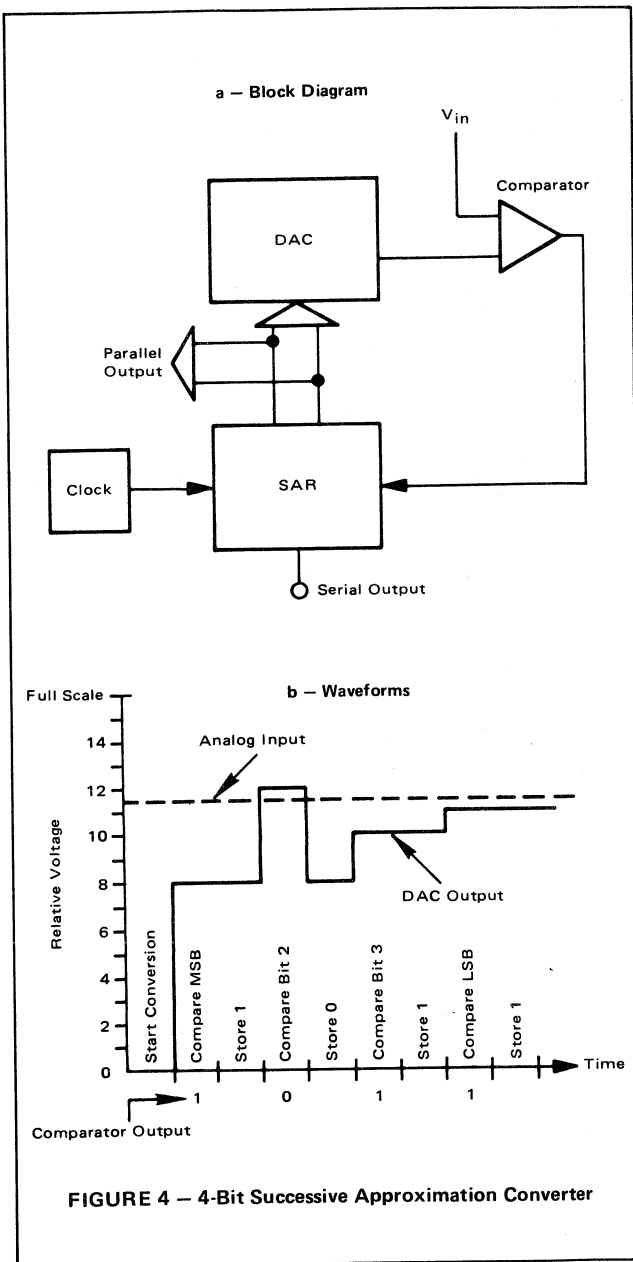 a — Block Diagram
Vin
Comparator
DAC
Parallel
Output
Clock
SAR
Serial Output
b — Waveforms
Full Scale
Analog Input
14
12
10
8
6
4
2
0
Relative Voltage
DAC Output
Start Conversion
Compare MSB
Store 1
Compare Bit 2
Store 0
Compare Bit 3
Store 1
Compare LSB
Store 1
Time
1 0 1 1
Comparator Output
FIGURE 4 — 4-Bit Successive Approximation Converter